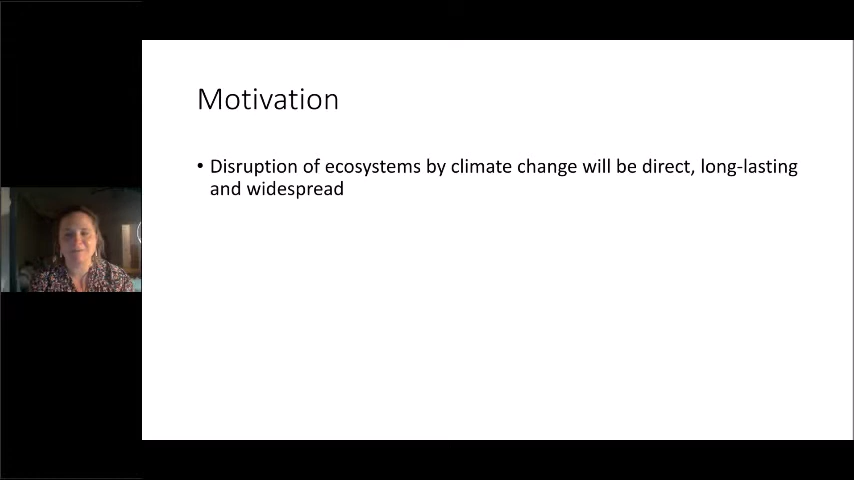 Motivation
• Disruption of ecosystems by climate change will be direct, long-lasting
and widespread